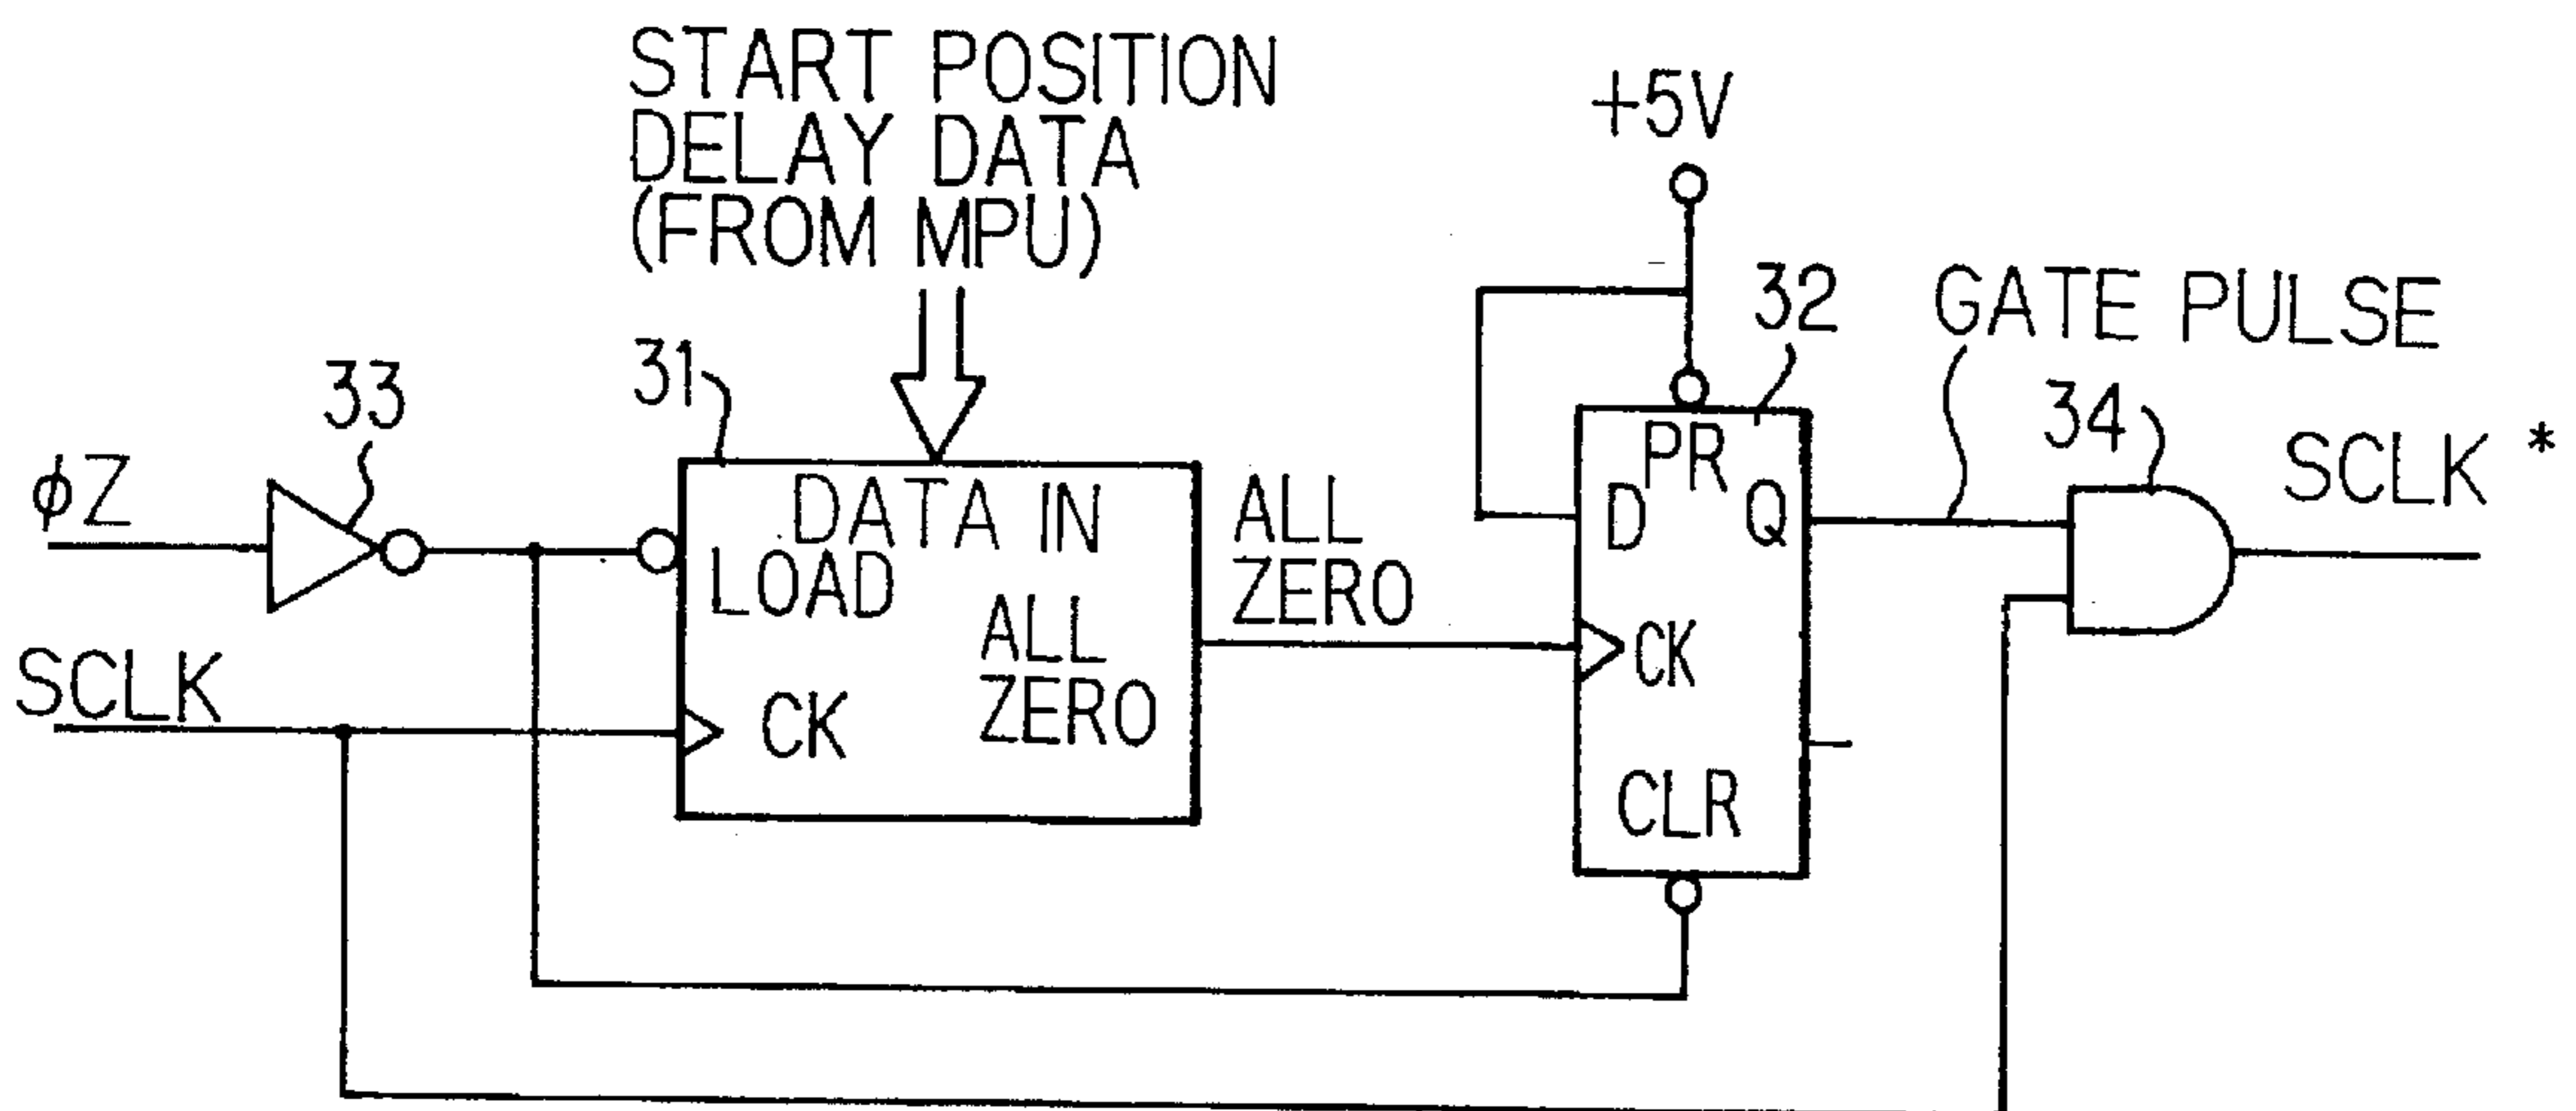 START POSITION
DELAY DATA
(FROM MPU)
+5V
32
GATE PULSE
31
33
34
SCLK *
φZ
DATA IN
LOAD
ALL
ZERO
CK
ALL
ZERO
PR
D
Q
CK
CLR
SCLK